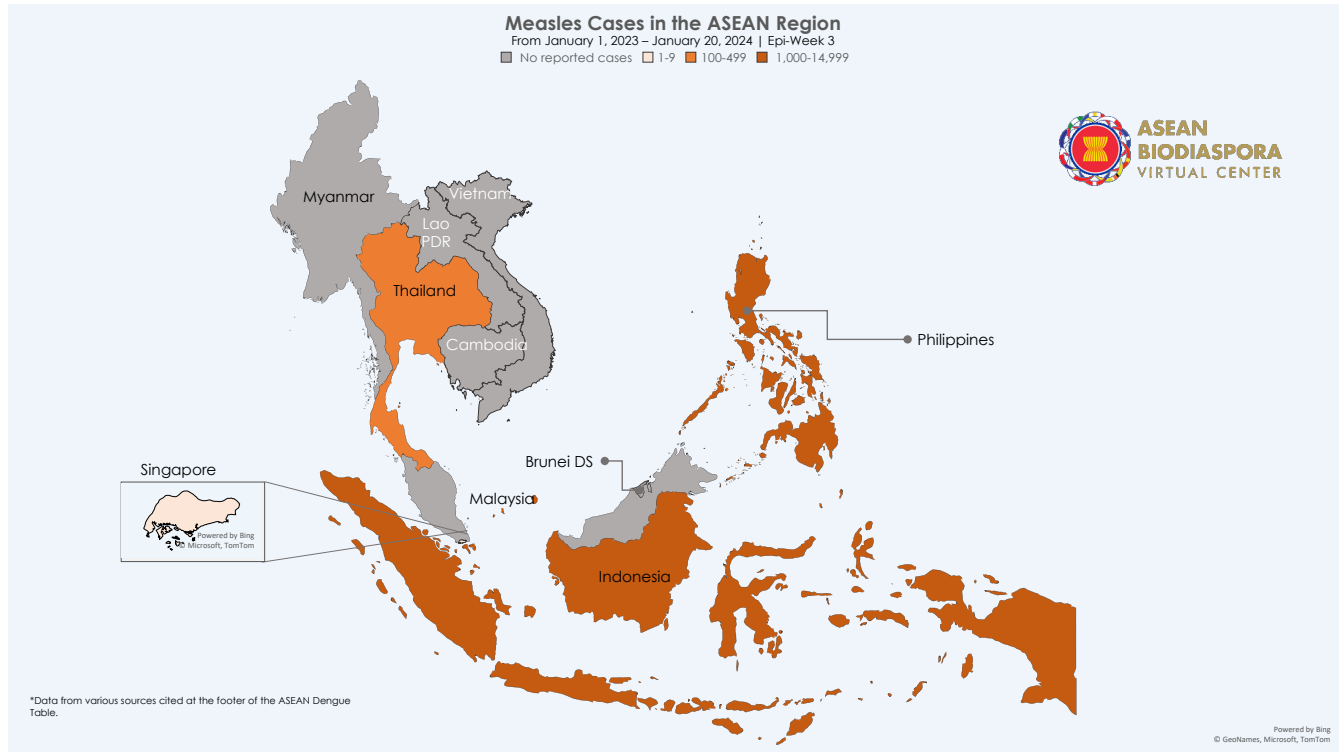 Measles Cases in the ASEAN Region
From January 1, 2023 – January 20, 2024 | Epi-Week 3
No reported cases 1-9 100-499 1,000-14,999
ASEAN
BIODIASPORA
VIRTUAL CENTER
Myanmar
Vietnam
Lao
PDR
Thailand
Cambodia
Philippines
Brunei DS
Singapore
Malaysia
Powered by Bing
© Microsoft, TomTom
Indonesia
*Data from various sources cited at the footer of the ASEAN Dengue
Table.
Powered by Bing
© GeoNames, Microsoft, TomTom